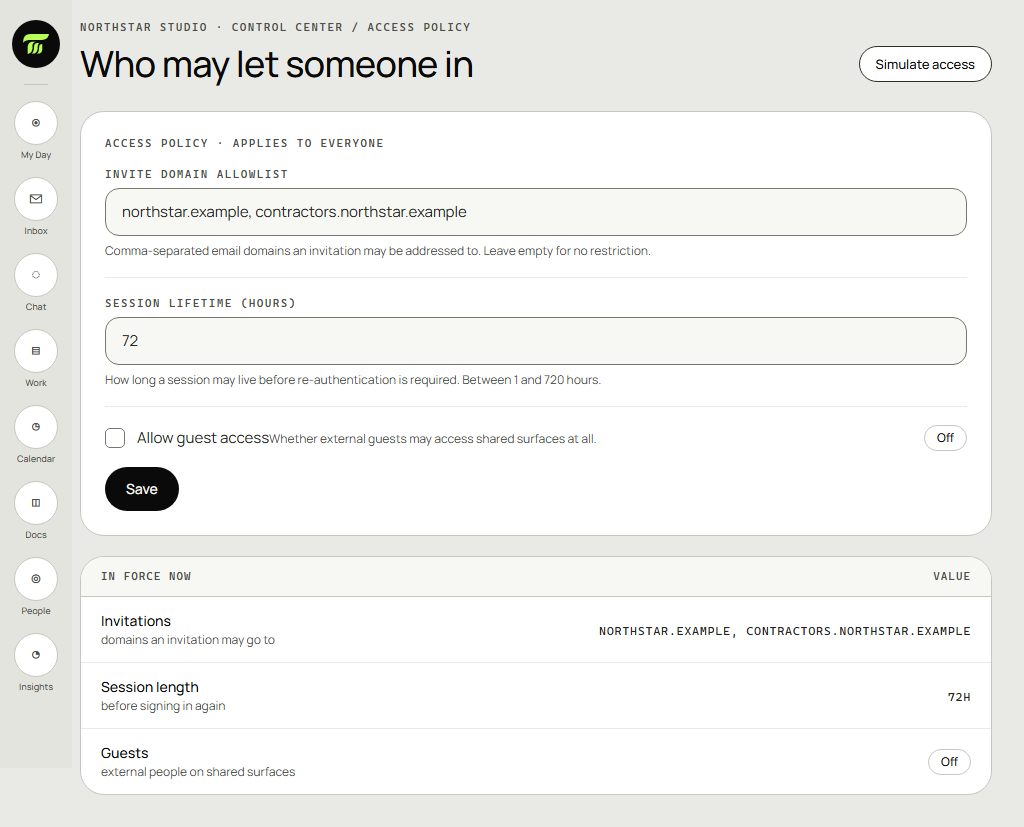 NORTHSTAR STUDIO · CONTROL CENTER / ACCESS POLICY
Who may let someone in
Simulate access
My Day
Inbox
Chat
Work
Calendar
Docs
People
Insights
ACCESS POLICY · APPLIES TO EVERYONE
INVITE DOMAIN ALLOWLIST
northstar.example, contractors.northstar.example
Comma-separated email domains an invitation may be addressed to. Leave empty for no restriction.
SESSION LIFETIME (HOURS)
72
How long a session may live before re-authentication is required. Between 1 and 720 hours.
Allow guest accessWhether external guests may access shared surfaces at all.
Off
Save
IN FORCE NOW
VALUE
Invitations
domains an invitation may go to
NORTHSTAR.EXAMPLE, CONTRACTORS.NORTHSTAR.EXAMPLE
Session length
before signing in again
72H
Guests
external people on shared surfaces
Off